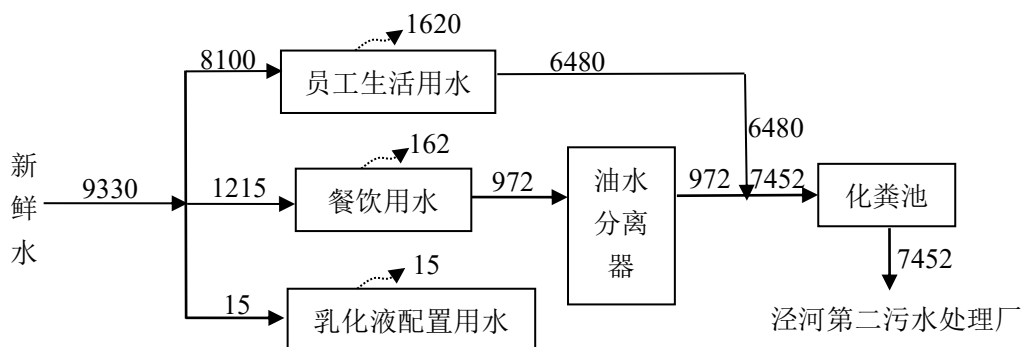 1620
8100
员工生活用水
6480
6480
162
新鲜水
9330
1215
餐饮用水
972
油水分离器
972
7452
化粪池
15
15
乳化液配置用水
7452
泾河第二污水处理厂